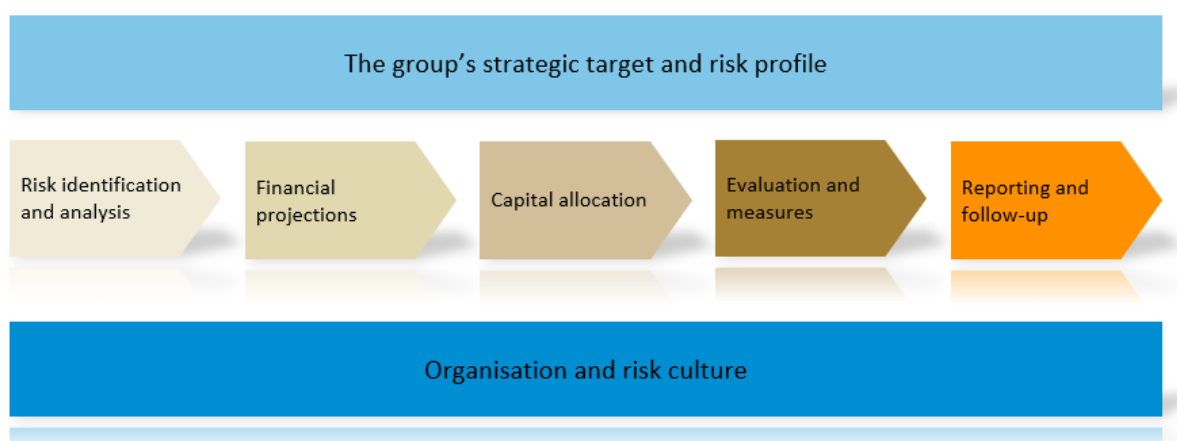 The group’s strategic target and risk profile
Risk identification
and analysis
Financial
projections
Capital allocation
Evaluation and
measures
Reporting and
follow-up
Organisation and risk culture